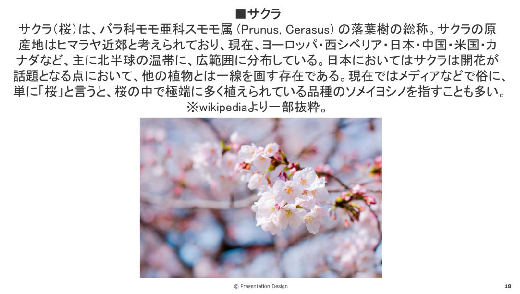 ■サクラ
サクラ（桜）は、バラ科モモ亜科スモモ属 (Prunus, Cerasus) の落葉樹の総称。サクラの原
産地はヒマラヤ近郊と考えられており、現在、ヨーロッパ・西シベリア・日本・中国・米国・カ
ナダなど、主に北半球の温帯に、広範囲に分布している。日本においてはサクラは開花が
話題となる点において、他の植物とは一線を画す存在である。現在ではメディアなどで俗に、
単に「桜」と言うと、桜の中で極端に多く植えられている品種のソメイヨシノを指すことも多い。
※wikipediaより一部抜粋。
© Presentation Design
18